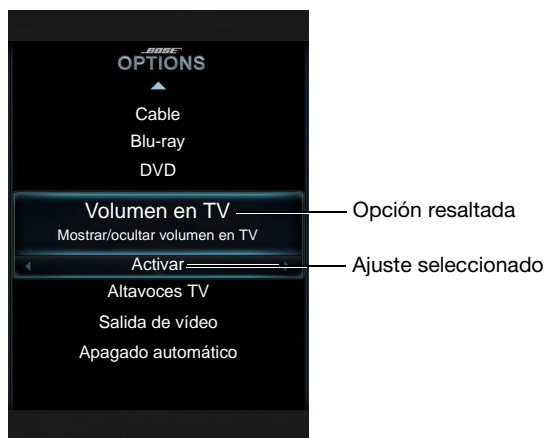 BOSE
OPTIONS
Cable
Blu-ray
DVD
Volumen en TV
Opción resaltada
Mostrar/ocultar volumen en TV
Activar
Ajuste seleccionado
Altavoces TV
Salida de vídeo
Apagado automático